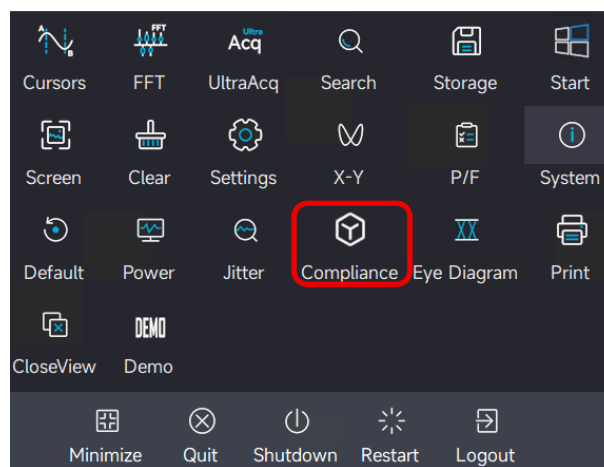 A B FFT Ultra Acq
Cursors FFT UltraAcq Search Storage Start
Screen Clear Settings X-Y P/F System
Default Power Jitter Compliance Eye Diagram Print
DEMO
CloseView Demo
Minimize Quit Shutdown Restart Logout